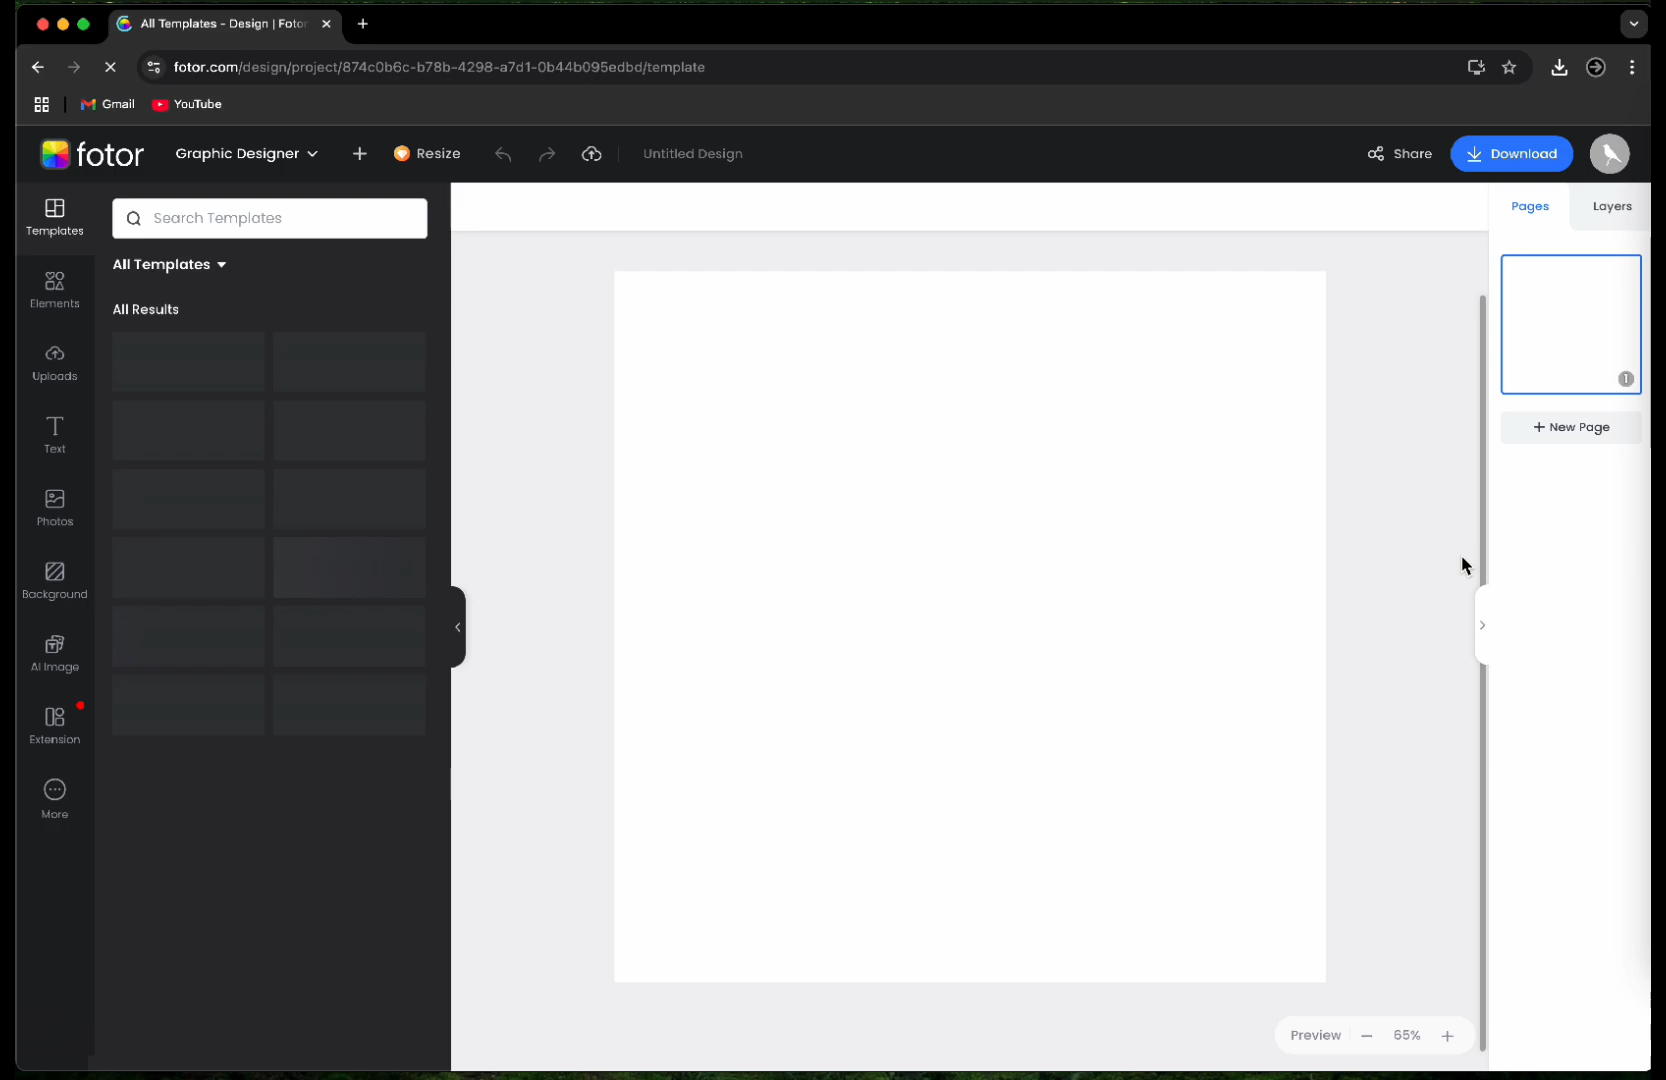 All Templates - Design | Fotor
fotor.com/design/project/874c0b6c-b78b-4298-a7d1-0b44b095edbd/template
Gmail
YouTube
fotor
Graphic Designer
Resize
Untitled Design
Share
Download
Templates
Search Templates
Pages
Layers
All Templates
Elements
All Results
Uploads
1
New Page
Text
Photos
Background
AI Image
Extension
More
Preview
65%